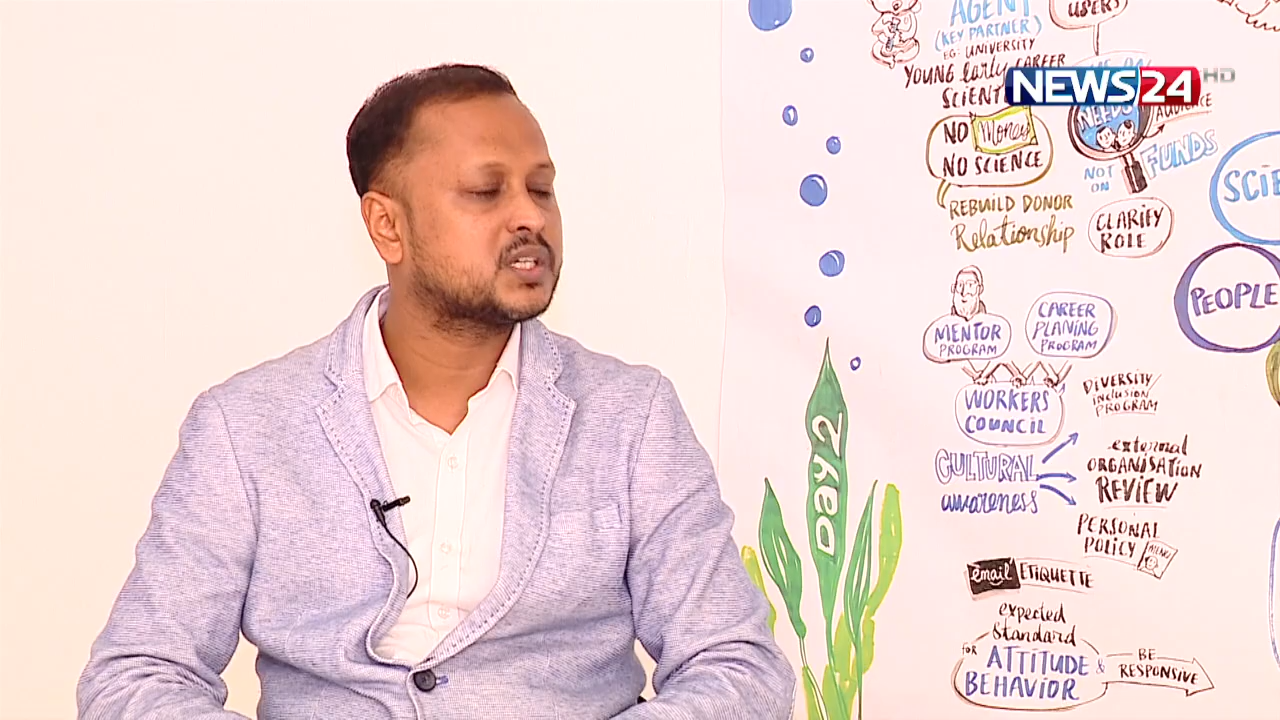 AGENT
(KEY PARTNER)
EG: UNIVERSITY
YOUNG early CAREER
USERS
NEWS24 HD
NO Money
NO SCIENCE
NEEDS
AUDIENCE
NOT
ON
FUNDS
REBUILD DONOR
Relationship
CLARIFY
ROLE
PEOPLE
MENTOR
PROGRAM
CAREER
PLANING
PROGRAM
WORKERS
COUNCIL
DIVERSITY
INCLUSION
PROGRAM
CULTURAL
awareness
external
ORGANISATION
REVIEW
PERSONAL
POLICY
MENU
Day 2
email ETIQUETTE
expected
Standard
FOR ATTITUDE &
BEHAVIOR
BE
RESPONSIVE